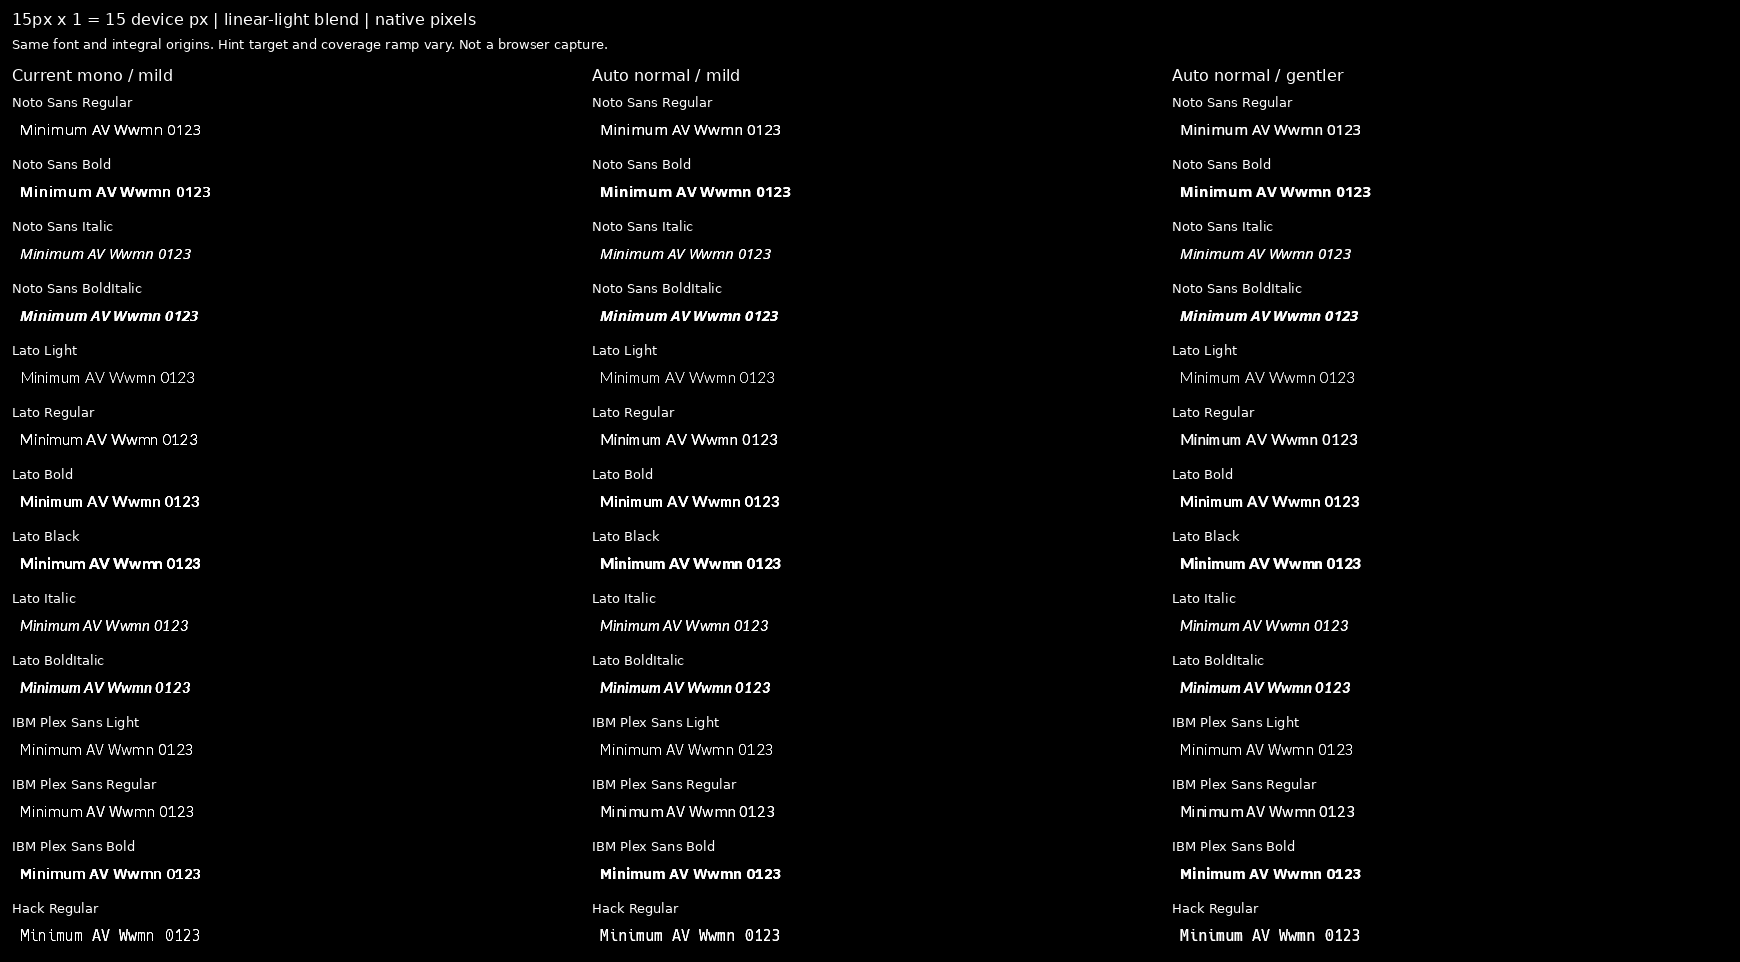 15px x 1 = 15 device px | linear-light blend | native pixels
Same font and integral origins. Hint target and coverage ramp vary. Not a browser capture.
Current mono / mild
Noto Sans Regular
Minimum AV Wwmn 0123
Noto Sans Bold
Minimum AV Wwmn 0123
Noto Sans Italic
Minimum AV Wwmn 0123
Noto Sans BoldItalic
Minimum AV Wwmn 0123
Lato Light
Minimum AV Wwmn 0123
Lato Regular
Minimum AV Wwmn 0123
Lato Bold
Minimum AV Wwmn 0123
Lato Black
Minimum AV Wwmn 0123
Lato Italic
Minimum AV Wwmn 0123
Lato BoldItalic
Minimum AV Wwmn 0123
IBM Plex Sans Light
Minimum AV Wwmn 0123
IBM Plex Sans Regular
Minimum AV Wwmn 0123
IBM Plex Sans Bold
Minimum AV Wwmn 0123
Hack Regular
Minimum AV Wwmn 0123
Auto normal / mild
Noto Sans Regular
Minimum AV Wwmn 0123
Noto Sans Bold
Minimum AV Wwmn 0123
Noto Sans Italic
Minimum AV Wwmn 0123
Noto Sans BoldItalic
Minimum AV Wwmn 0123
Lato Light
Minimum AV Wwmn 0123
Lato Regular
Minimum AV Wwmn 0123
Lato Bold
Minimum AV Wwmn 0123
Lato Black
Minimum AV Wwmn 0123
Lato Italic
Minimum AV Wwmn 0123
Lato BoldItalic
Minimum AV Wwmn 0123
IBM Plex Sans Light
Minimum AV Wwmn 0123
IBM Plex Sans Regular
Minimum AV Wwmn 0123
IBM Plex Sans Bold
Minimum AV Wwmn 0123
Hack Regular
Minimum AV Wwmn 0123
Auto normal / gentler
Noto Sans Regular
Minimum AV Wwmn 0123
Noto Sans Bold
Minimum AV Wwmn 0123
Noto Sans Italic
Minimum AV Wwmn 0123
Noto Sans BoldItalic
Minimum AV Wwmn 0123
Lato Light
Minimum AV Wwmn 0123
Lato Regular
Minimum AV Wwmn 0123
Lato Bold
Minimum AV Wwmn 0123
Lato Black
Minimum AV Wwmn 0123
Lato Italic
Minimum AV Wwmn 0123
Lato BoldItalic
Minimum AV Wwmn 0123
IBM Plex Sans Light
Minimum AV Wwmn 0123
IBM Plex Sans Regular
Minimum AV Wwmn 0123
IBM Plex Sans Bold
Minimum AV Wwmn 0123
Hack Regular
Minimum AV Wwmn 0123